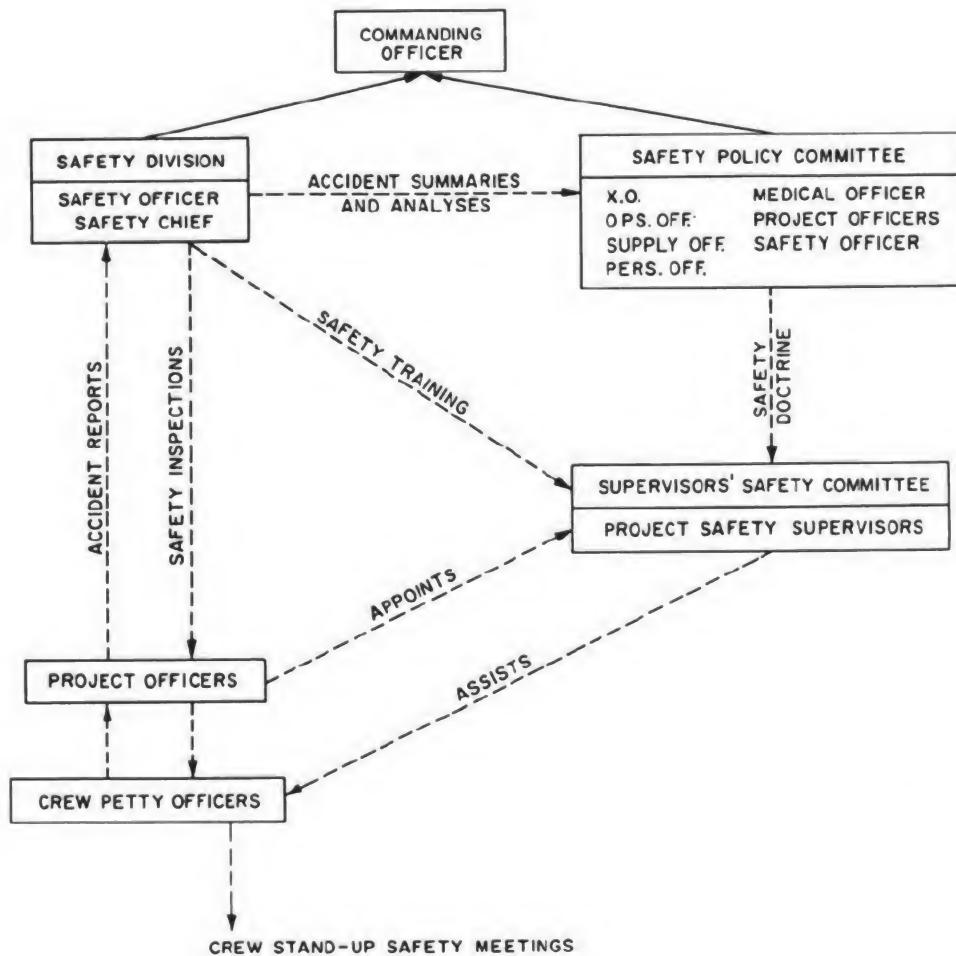 COMMANDING
OFFICER
SAFETY DIVISION
SAFETY OFFICER
SAFETY CHIEF
ACCIDENT SUMMARIES
AND ANALYSES
SAFETY POLICY COMMITTEE
X.O. MEDICAL OFFICER
OPS. OFF. PROJECT OFFICERS
SUPPLY OFF. SAFETY OFFICER
PERS. OFF.
ACCIDENT REPORTS
SAFETY INSPECTIONS
SAFETY TRAINING
SAFETY
DOCTRINE
SUPERVISORS' SAFETY COMMITTEE
PROJECT SAFETY SUPERVISORS
APPOINTS
ASSISTS
PROJECT OFFICERS
CREW PETTY OFFICERS
CREW STAND-UP SAFETY MEETINGS